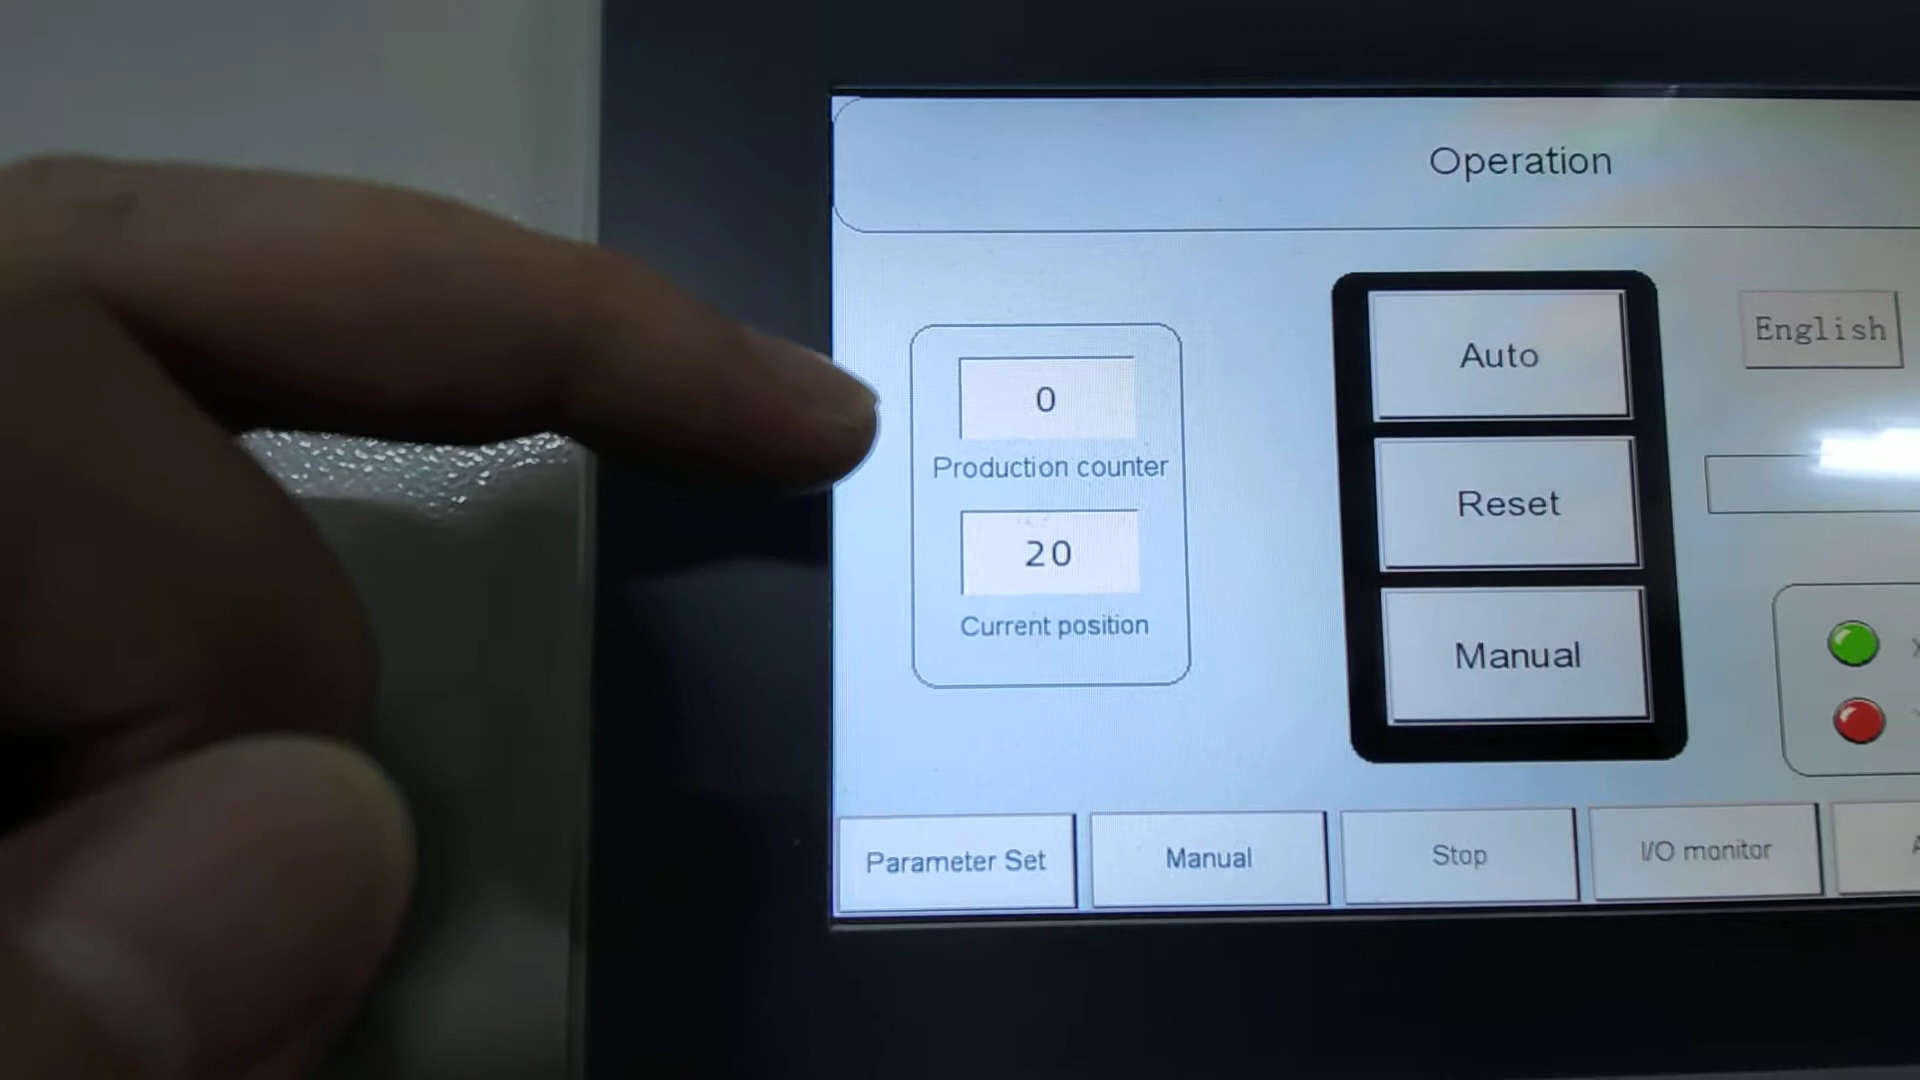 Operation
0
Production counter
20
Current position
Auto
Reset
Manual
English
Parameter Set
Manual
Stop
I/O monitor